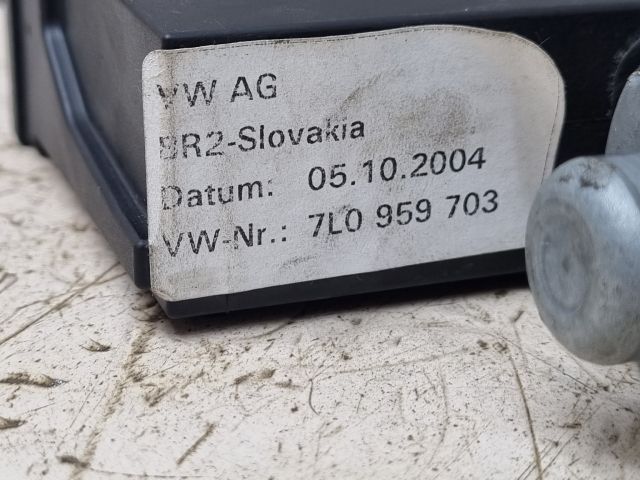 VW AG
BR2-Slovakia
Datum: 05.10.2004
VW-Nr.: 7L0 959 703